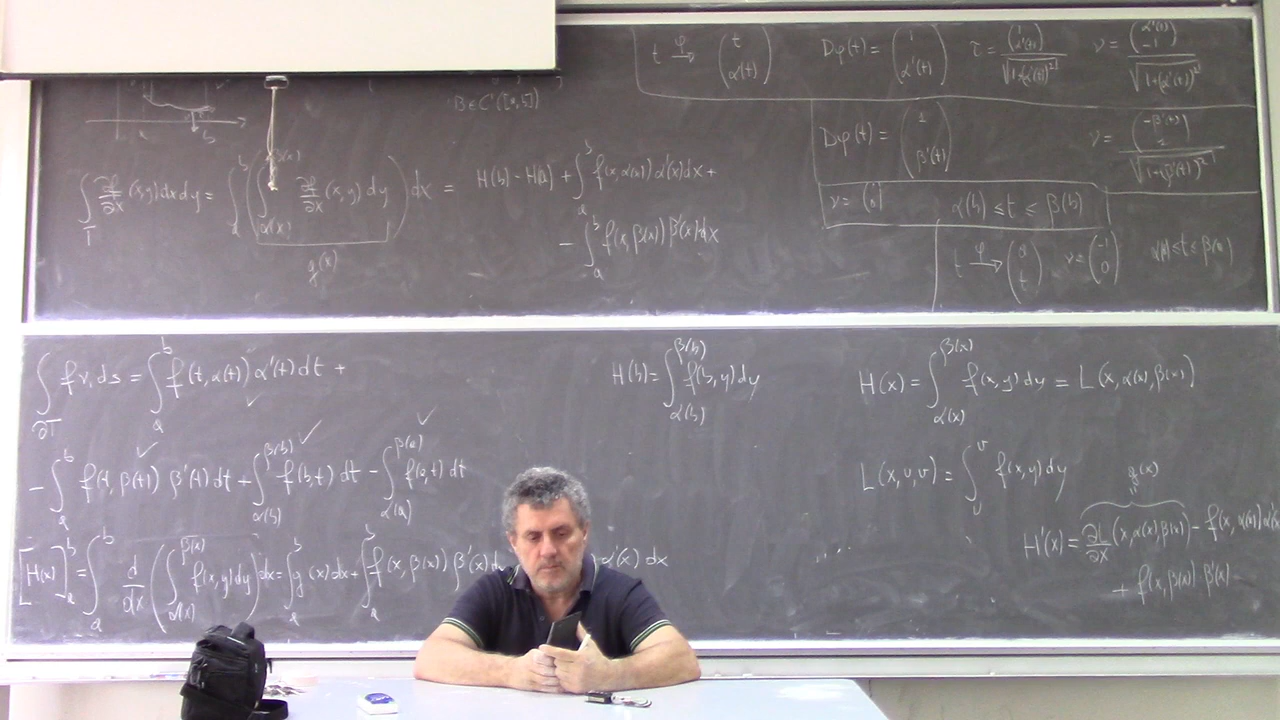 t →^φ (t / α(t))   Dφ(t) = (1 / α'(t))   τ = (1 / α'(t)) / √(1+(α'(t))²)   ν = (α'(t) / -1) / √(1+(α'(t))²)
β∈C'([a,b])
a b
Dφ(t) = (1 / β'(t))   ν = (-β'(t) / 1) / √(1+(β'(t))²)
∫_T ∂f/∂x (x,y) dx dy = ∫_a^b (∫_{α(x)}^{β(x)} ∂f/∂x (x,y) dy) dx = H(b) - H(a) + ∫_a^b f(x,α(x)) α'(x) dx +
g(x)
- ∫_a^b f(x,β(x)) β'(x) dx
ν = (1 / 0)   α(b) ≤ t ≤ β(b)
t →^φ (a / t)   ν = (-1 / 0)   α(a) ≤ t ≤ β(a)
∫_{∂T} f ν₁ ds = ∫_a^b f(t,α(t)) α'(t) dt +
- ∫_a^b f(t,β(t)) β'(t) dt + ∫_{α(b)}^{β(b)} f(b,t) dt - ∫_{α(a)}^{β(a)} f(a,t) dt
[H(x)]_a^b = ∫_a^b d/dx (∫_{α(x)}^{β(x)} f(x,y) dy) dx = ∫_a^b g(x) dx + ∫_a^b f(x,β(x)) β'(x) d α'(x) dx
H(b) = ∫_{α(b)}^{β(b)} f(b,y) dy
H(x) = ∫_{α(x)}^{β(x)} f(x,y) dy = L(x,α(x),β(x))
L(x,u,v) = ∫_u^v f(x,y) dy
g(x)
=
H'(x) = ∂L/∂x (x,α(x),β(x)) - f(x,α(x)) α'
+ f(x,β(x)) β'(x)